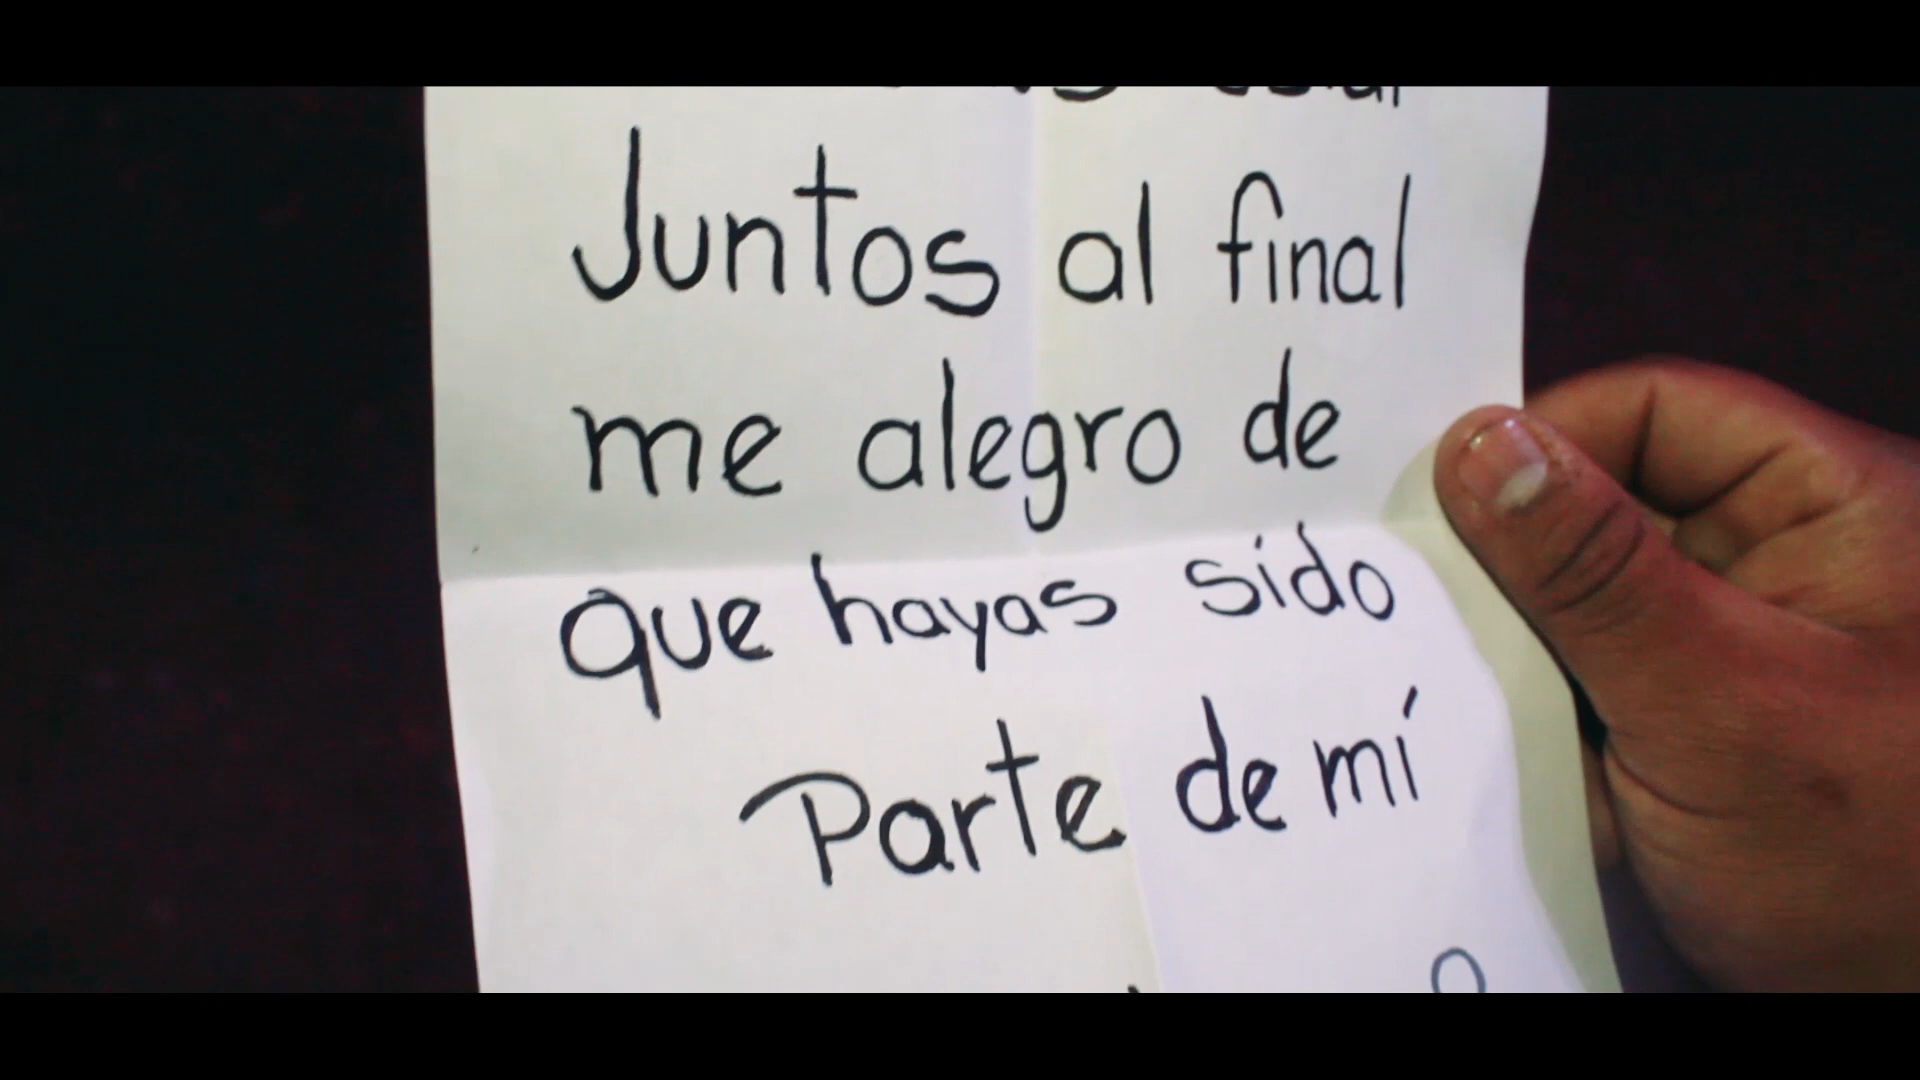 Juntos al final
me alegro de
que hayas sido
Parte de mí